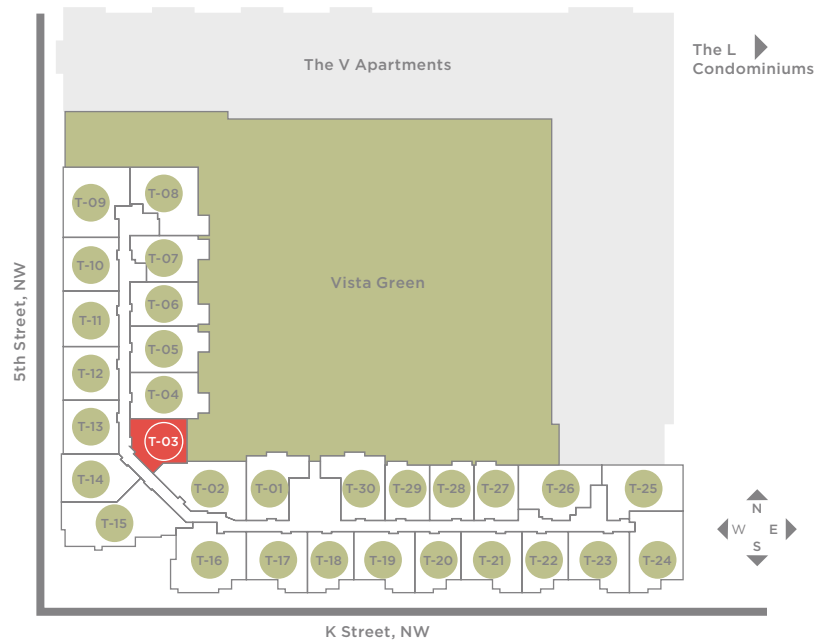 The V Apartments
The L
Condominiums
T-08
T-09
T-07
T-10
Vista Green
T-06
T-11
T-05
T-12
T-04
T-13
T-03
T-14
T-02
T-01
T-30
T-29
T-28
T-27
T-26
T-25
T-15
T-16
T-17
T-18
T-19
T-20
T-21
T-22
T-23
T-24
N
W
E
S
5th Street, NW
K Street, NW